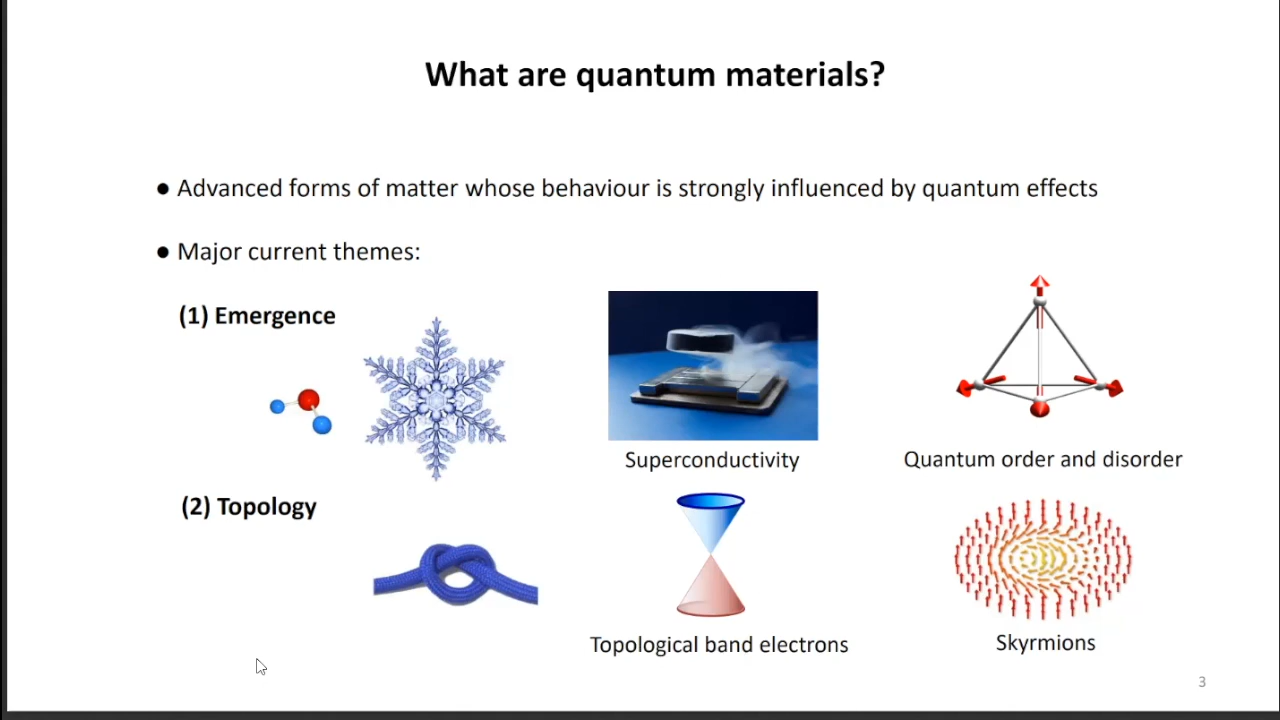 What are quantum materials?
● Advanced forms of matter whose behaviour is strongly influenced by quantum effects
● Major current themes:
(1) Emergence
Superconductivity
Quantum order and disorder
(2) Topology
Topological band electrons
Skyrmions
3